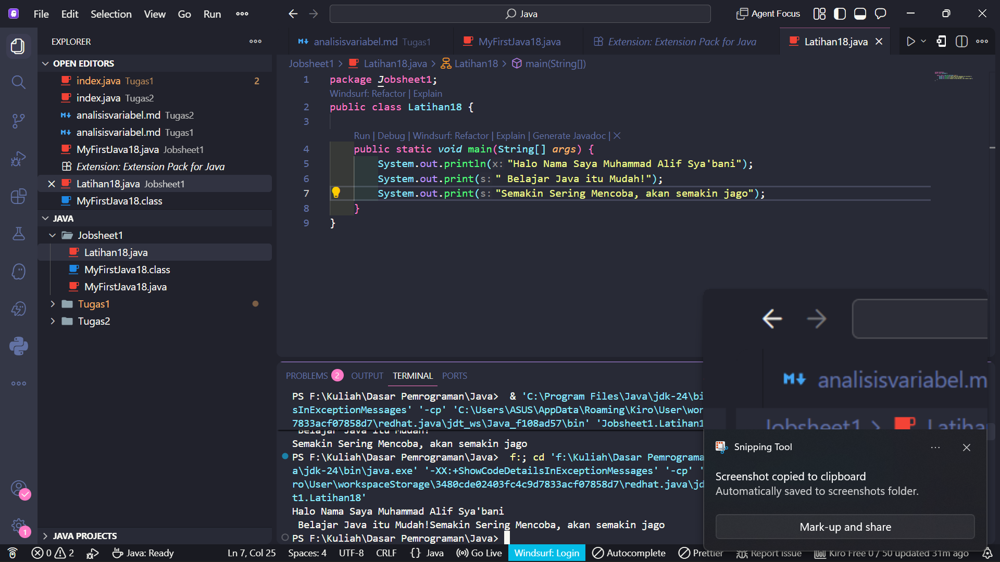 File Edit Selection View Go Run
Java
Agent Focus
EXPLORER
OPEN EDITORS
index.java Tugas1 2
index.java Tugas2
analisisvariabel.md Tugas2
analisisvariabel.md Tugas1
MyFirstJava18.java Jobsheet1
Extension: Extension Pack for Java
Latihan18.java Jobsheet1
MyFirstJava18.class
JAVA
Jobsheet1
Latihan18.java
MyFirstJava18.class
MyFirstJava18.java
Tugas1
Tugas2
JAVA PROJECTS
analisisvariabel.md Tugas1
MyFirstJava18.java
Extension: Extension Pack for Java
Latihan18.java
Jobsheet1 > Latihan18.java > Latihan18 > main(String[])
1 package Jobsheet1;
Windsurf: Refactor | Explain
2 public class Latihan18 {
3
Run | Debug | Windsurf: Refactor | Explain | Generate Javadoc | X
4 public static void main(String[] args) {
5 System.out.println(x: "Halo Nama Saya Muhammad Alif Sya'bani");
6 System.out.print(s: " Belajar Java itu Mudah!");
7 System.out.print(s: "Semakin Sering Mencoba, akan semakin jago");
8 }
9 }
PROBLEMS 2 OUTPUT TERMINAL PORTS
PS F:\Kuliah\Dasar Pemrograman\Java> & 'C:\Program Files\Java\jdk-24\bi
sInExceptionMessages' '-cp' 'C:\Users\ASUS\AppData\Roaming\Kiro\User\wor
7833acf07858d7\redhat.java\jdt_ws\Java_f108ad57\bin' 'Jobsheet1.Latihan1
Belajar Java itu Mudah!
Semakin Sering Mencoba, akan semakin jago
PS F:\Kuliah\Dasar Pemrograman\Java> f:; cd 'f:\Kuliah\Dasar Pemrograma
a\jdk-24\bin\java.exe' '-XX:+ShowCodeDetailsInExceptionMessages' '-cp' '
ro\User\workspaceStorage\3480cde02403fc4c9d7833acf07858d7\redhat.java\jd
t1.Latihan18'
Halo Nama Saya Muhammad Alif Sya'bani
Belajar Java itu Mudah!Semakin Sering Mencoba, akan semakin jago
PS F:\Kuliah\Dasar Pemrograman\Java>
analisisvariabel.m
Jobsheet1 > Latiha
Snipping Tool
Screenshot copied to clipboard
Automatically saved to screenshots folder.
Mark-up and share
1
0 2 Java: Ready Ln 7, Col 25 Spaces: 4 UTF-8 CRLF {} Java Go Live Windsurf: Login Autocomplete Prettier Report Issue Kiro Free 0 / 50 updated 31m ago